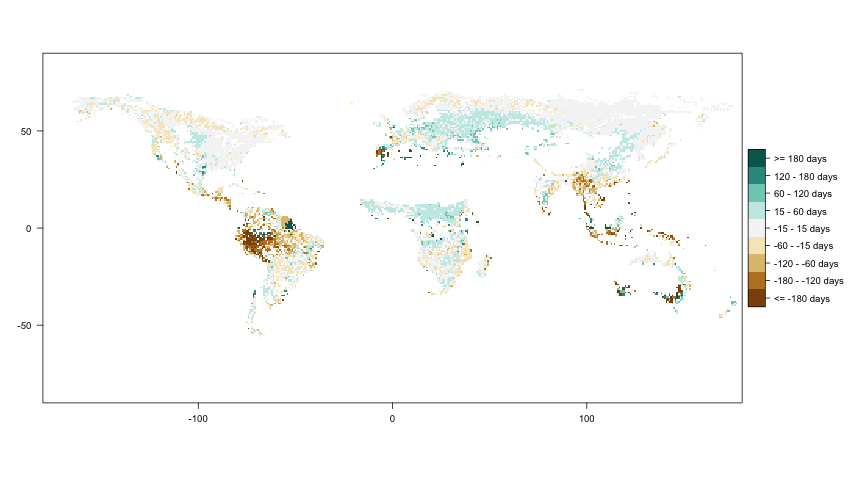 50
0
-50
-100
0
100
>= 180 days
120 - 180 days
60 - 120 days
15 - 60 days
-15 - 15 days
-60 - -15 days
-120 - -60 days
-180 - -120 days
<= -180 days